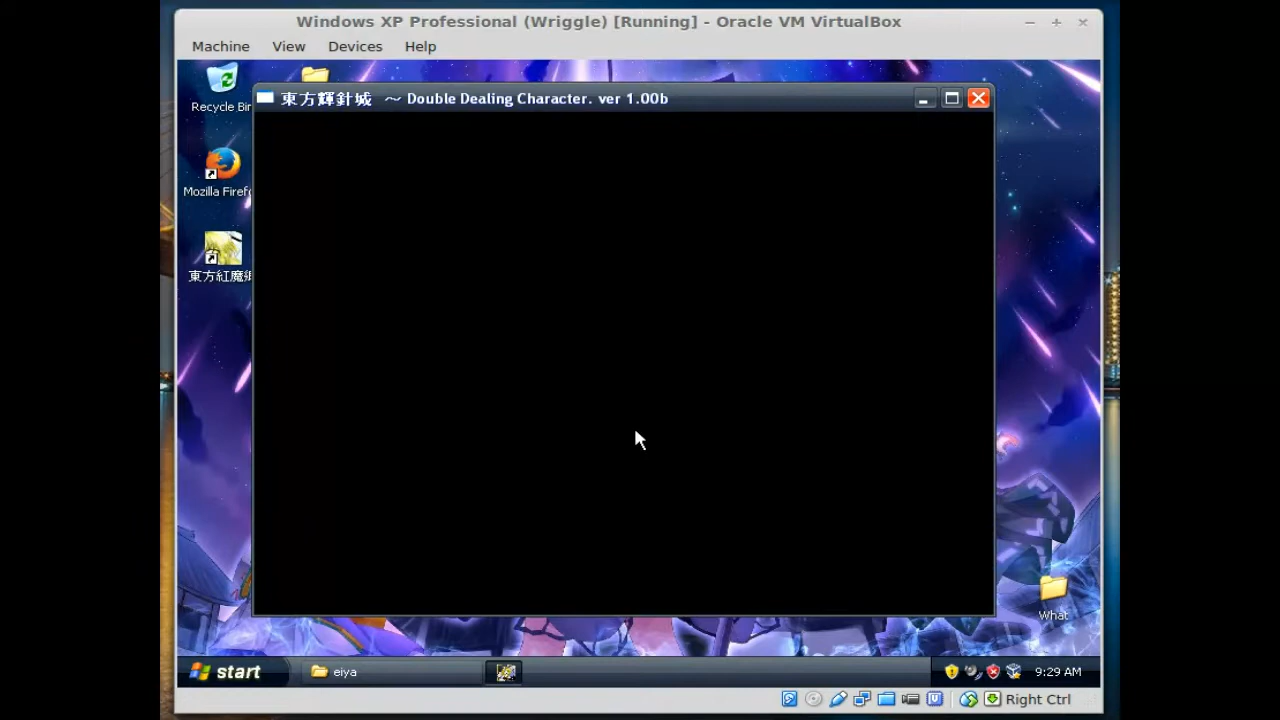 Windows XP Professional (Wriggle) [Running] - Oracle VM VirtualBox
Machine View Devices Help
Recycle Bin
東方輝針城 ～ Double Dealing Character. ver 1.00b
Mozilla Firef
東方紅魔郷
What
start
eiya
9:29 AM
Right Ctrl